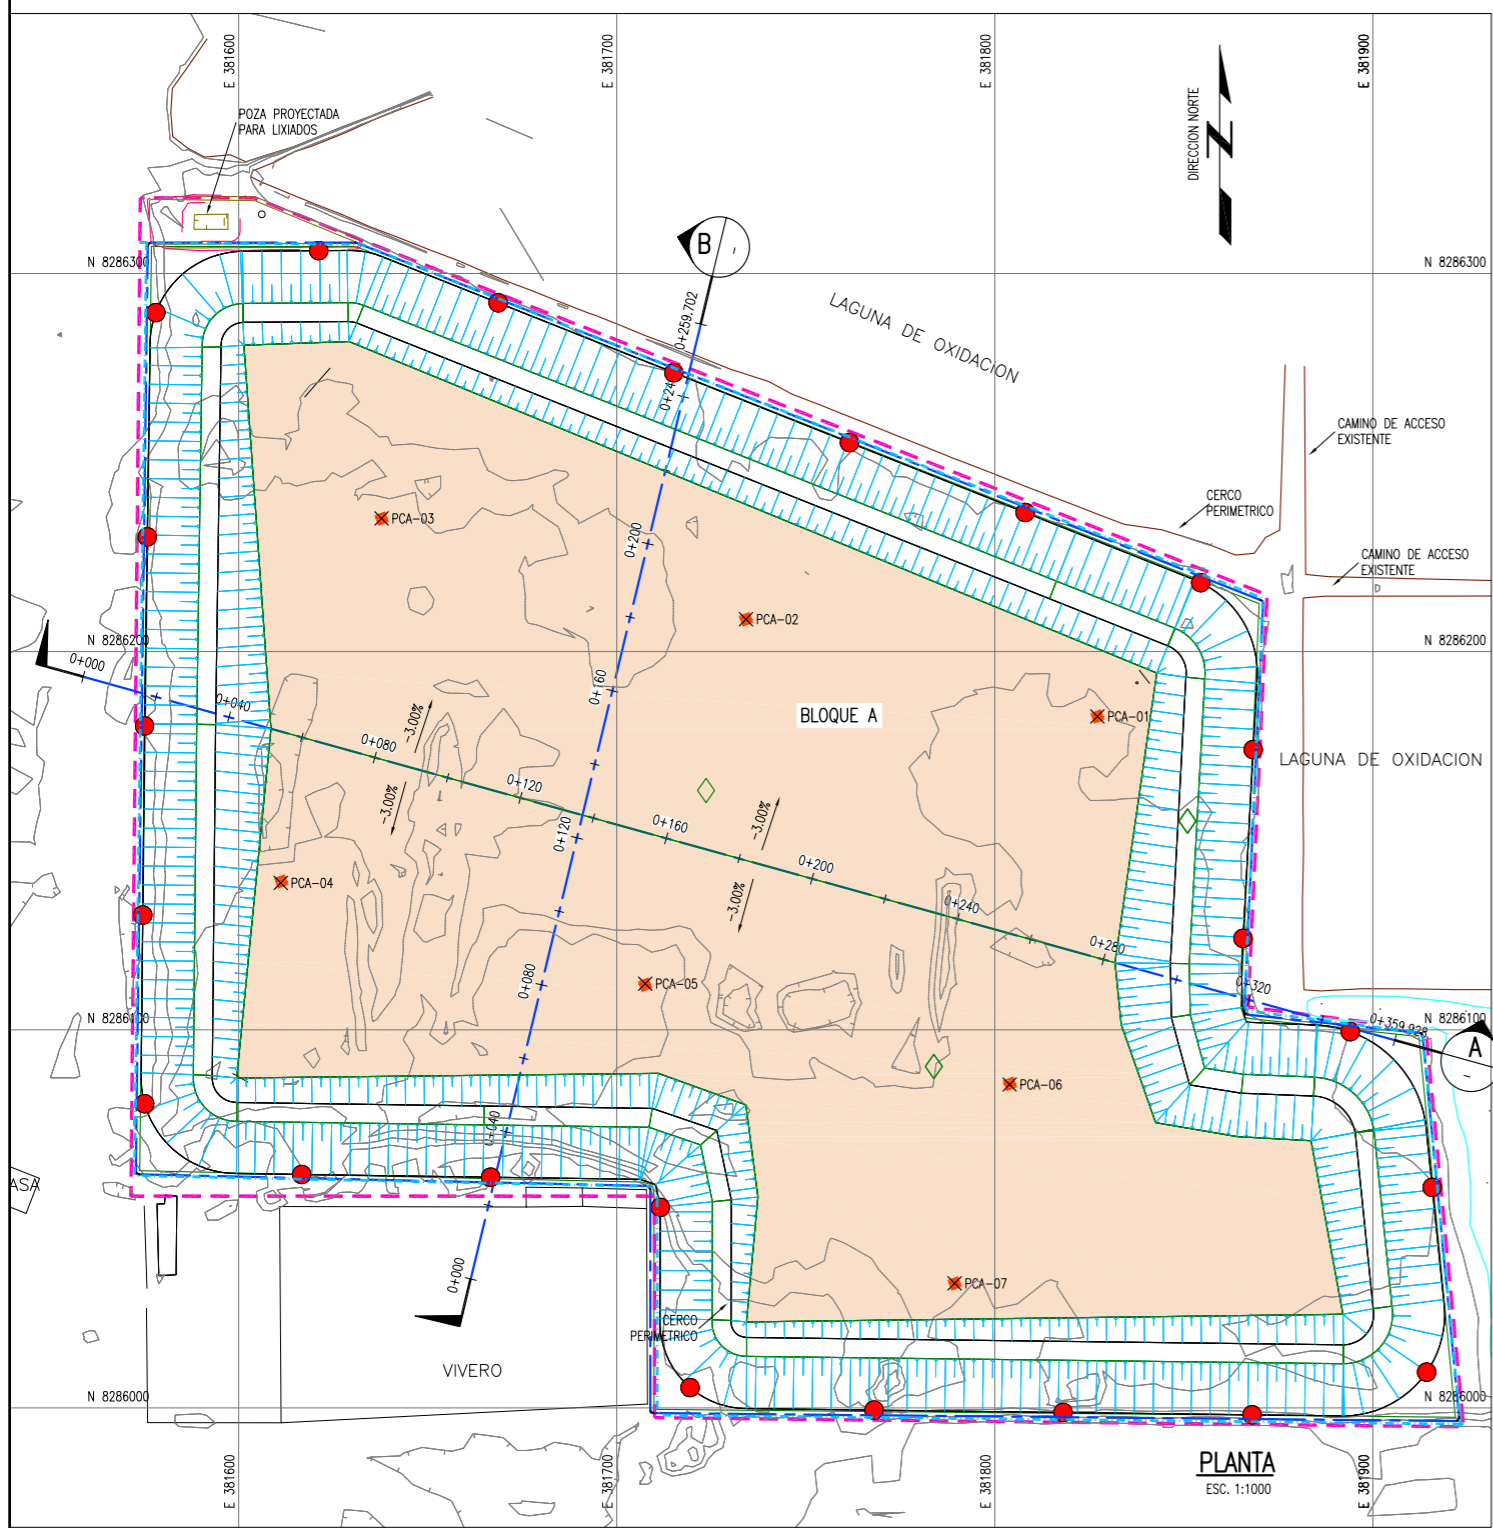 E 381600
E 381700
E 381800
E 381900
POZA PROYECTADA
PARA LIXIADOS
DIRECCION NORTE
N
B
N 8286300
N 8286300
0+259.702
LAGUNA DE OXIDACION
0+24
CAMINO DE ACCESO
EXISTENTE
CERCO
PERIMETRICO
PCA-03
0+200
CAMINO DE ACCESO
EXISTENTE
PCA-02
N 8286200
N 8286200
0+000
0+040
0+160
-3.00%
BLOQUE A
PCA-01
0+080
LAGUNA DE OXIDACION
0+120
-3.00%
0+120
0+160
-3.00%
0+200
PCA-04
-3.00%
0+240
0+280
0+080
PCA-05
0+320
N 8286100
N 8286100
0+359.928
A
PCA-06
0+040
ASA
0+000
PCA-07
CERCO
PERIMETRICO
VIVERO
N 8286000
N 8286000
E 381600
E 381700
E 381800
E 381900
PLANTA
ESC. 1:1000